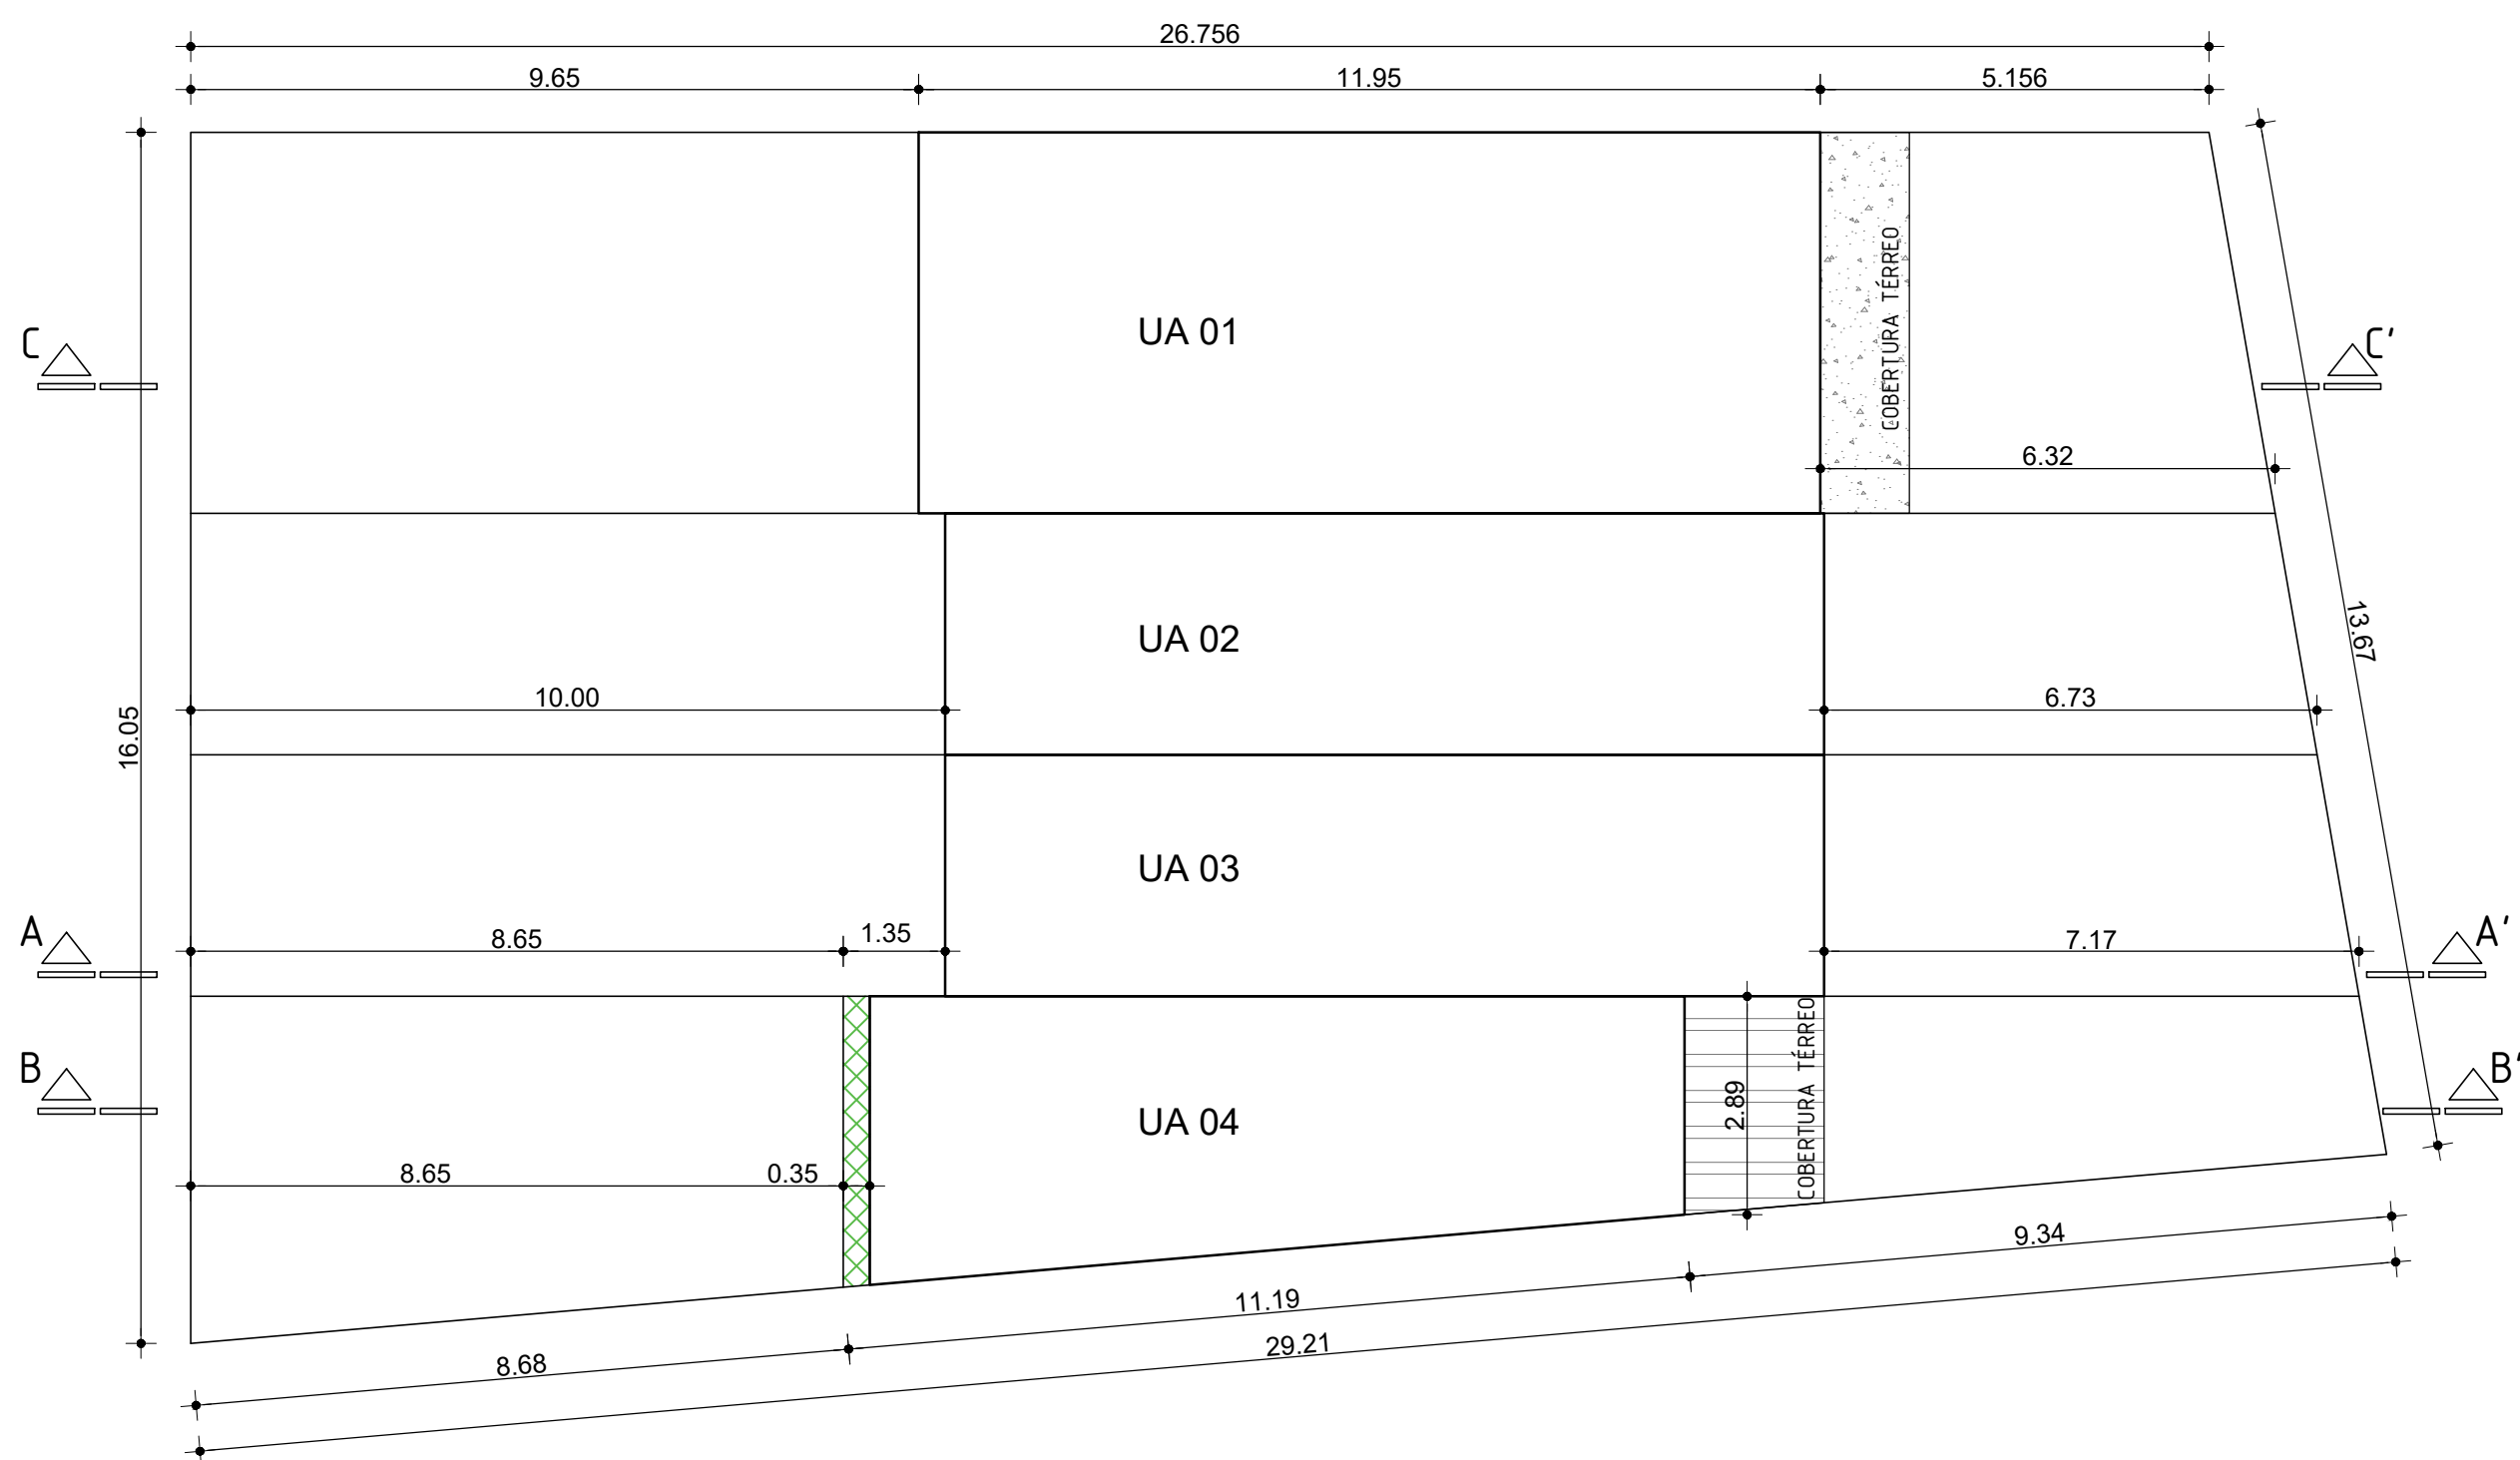 26.756
9.65
11.95
5.156
COBERTURA TÉRREO
UA 01
C
C'
6.32
13.67
UA 02
10.00
6.73
16.05
UA 03
8.65
1.35
7.17
A
A'
COBERTURA TÉRREO
B
B'
2.89
UA 04
8.65
0.35
9.34
11.19
29.21
8.68